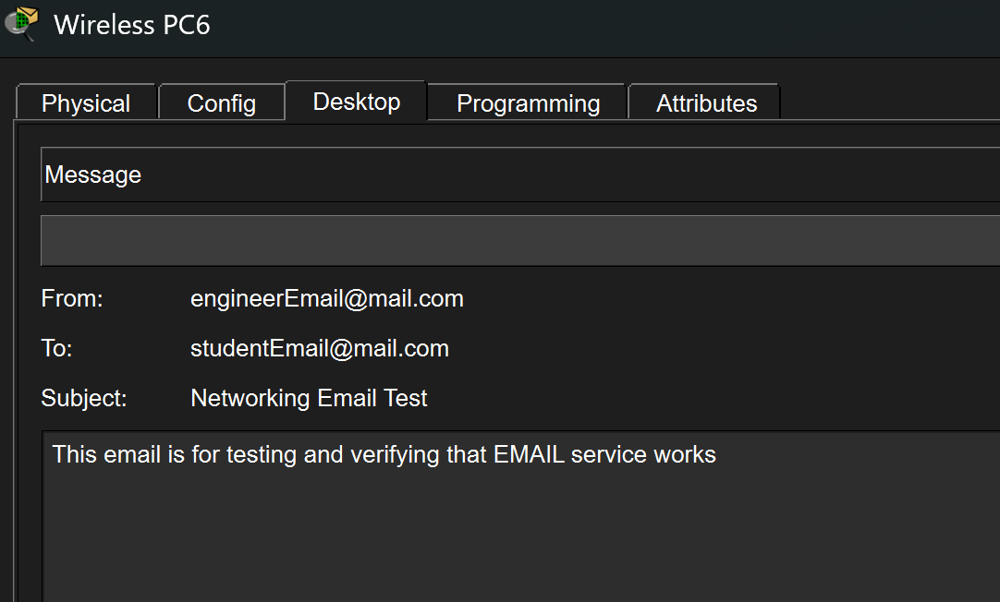 Wireless PC6
Physical Config Desktop Programming Attributes
Message
From: engineerEmail@mail.com
To: studentEmail@mail.com
Subject: Networking Email Test
This email is for testing and verifying that EMAIL service works